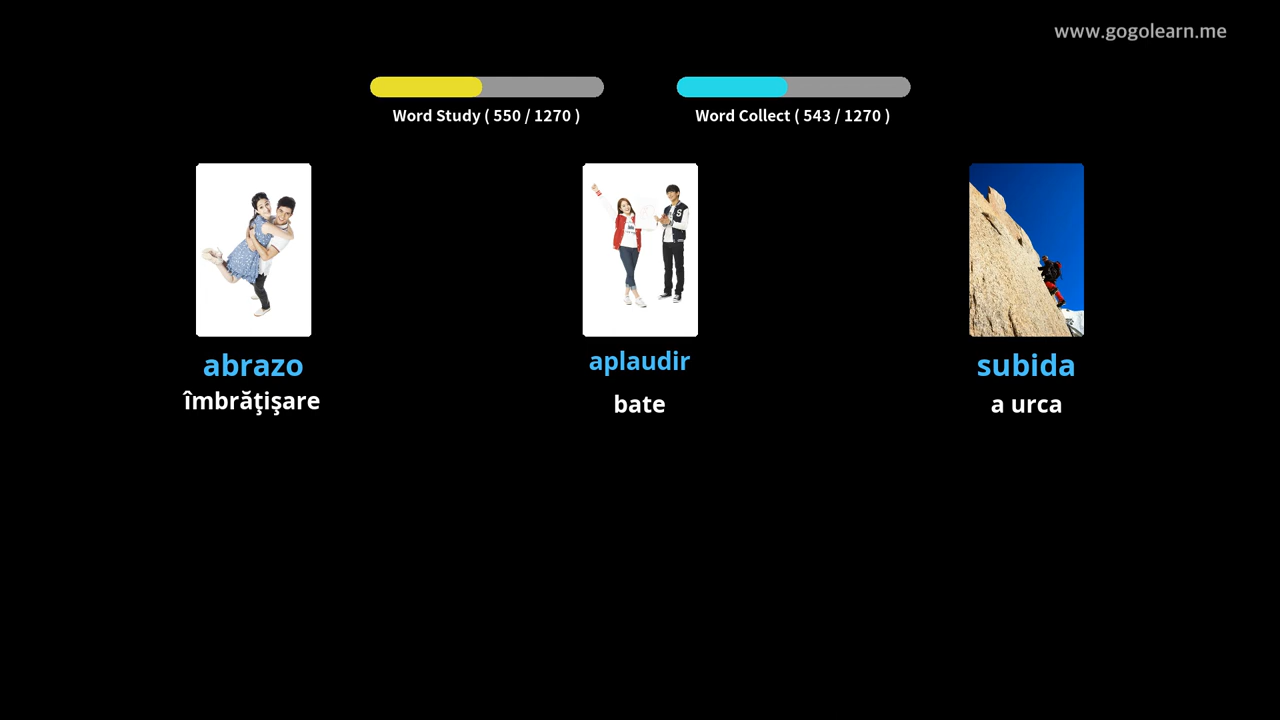 www.gogolearn.me
Word Study ( 550 / 1270 )
Word Collect ( 543 / 1270 )
abrazo
îmbrăţişare
aplaudir
bate
subida
a urca